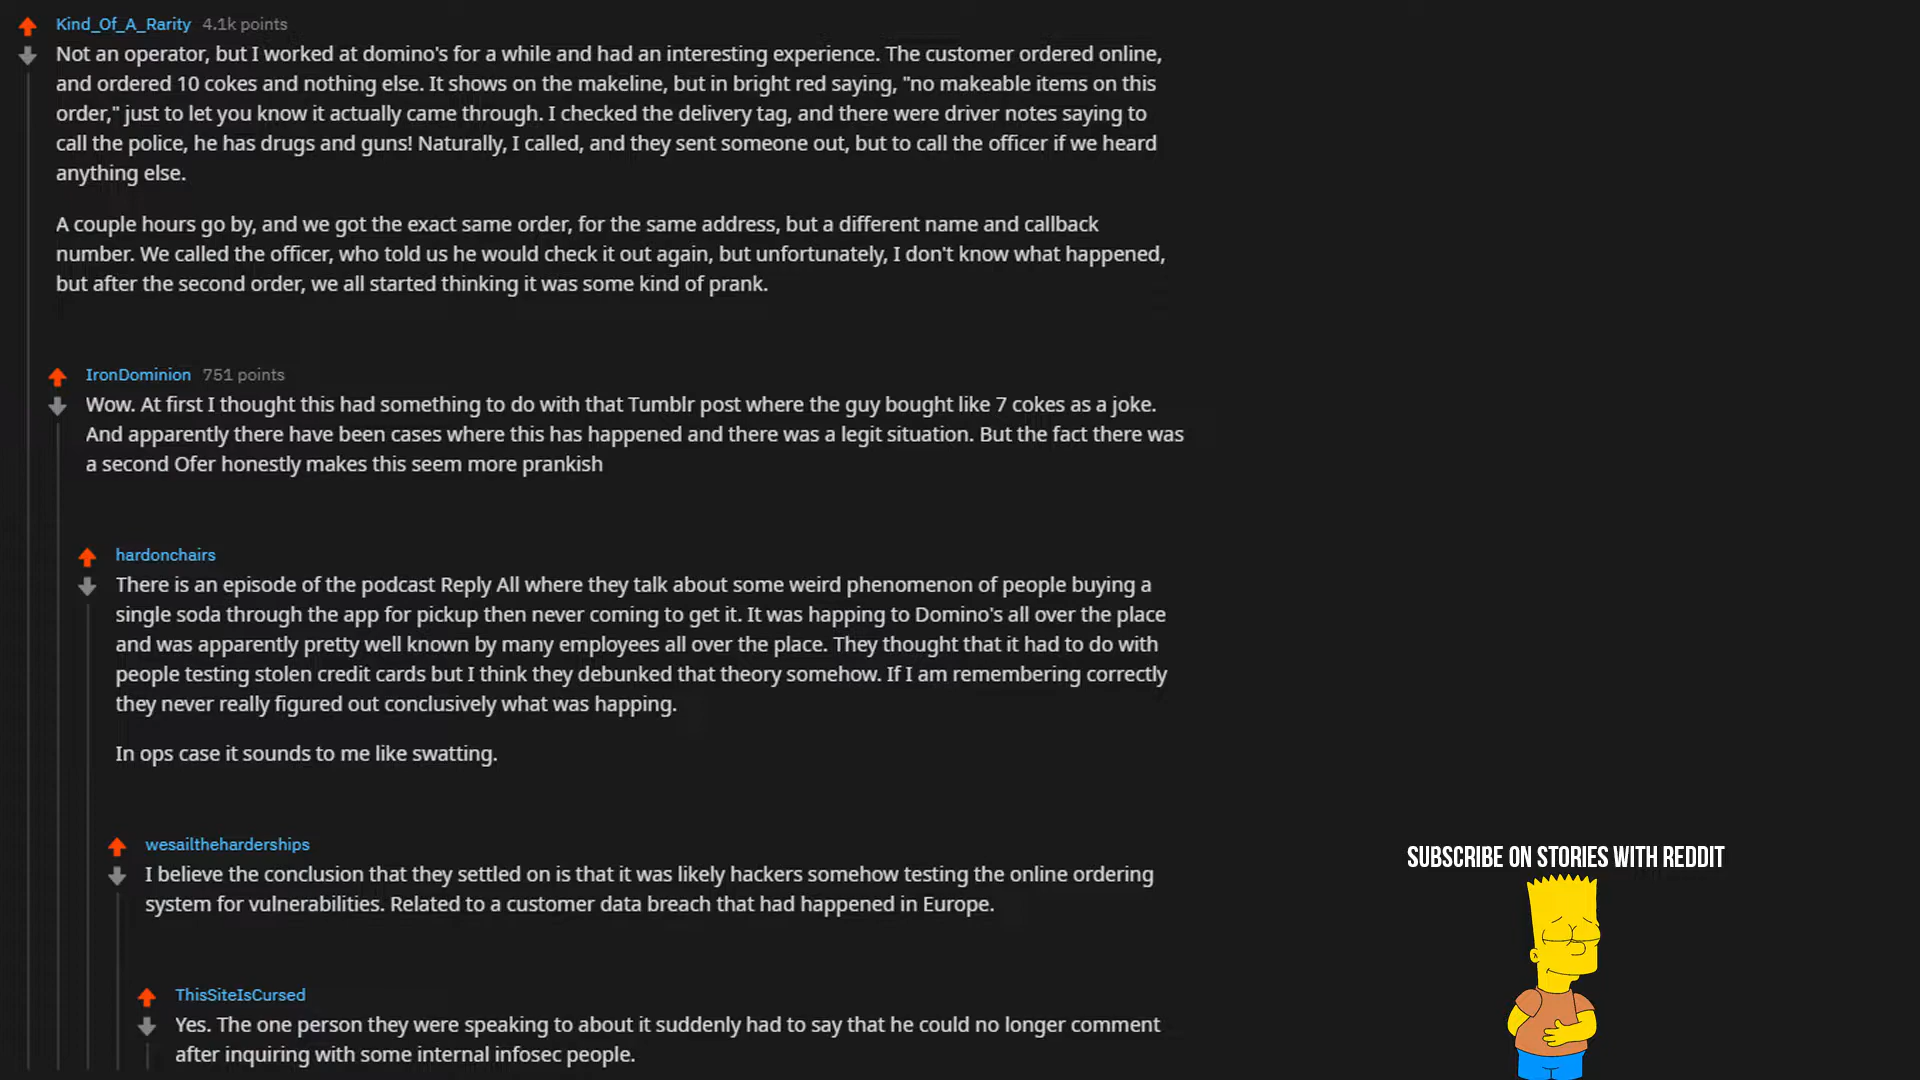 Kind_Of_A_Rarity 4.1k points
Not an operator, but I worked at domino's for a while and had an interesting experience. The customer ordered online,
and ordered 10 cokes and nothing else. It shows on the makeline, but in bright red saying, "no makeable items on this
order," just to let you know it actually came through. I checked the delivery tag, and there were driver notes saying to
call the police, he has drugs and guns! Naturally, I called, and they sent someone out, but to call the officer if we heard
anything else.
A couple hours go by, and we got the exact same order, for the same address, but a different name and callback
number. We called the officer, who told us he would check it out again, but unfortunately, I don't know what happened,
but after the second order, we all started thinking it was some kind of prank.
IronDominion 751 points
Wow. At first I thought this had something to do with that Tumblr post where the guy bought like 7 cokes as a joke.
And apparently there have been cases where this has happened and there was a legit situation. But the fact there was
a second Ofer honestly makes this seem more prankish
hardonchairs
There is an episode of the podcast Reply All where they talk about some weird phenomenon of people buying a
single soda through the app for pickup then never coming to get it. It was happing to Domino's all over the place
and was apparently pretty well known by many employees all over the place. They thought that it had to do with
people testing stolen credit cards but I think they debunked that theory somehow. If I am remembering correctly
they never really figured out conclusively what was happing.
In ops case it sounds to me like swatting.
wesailtheharderships
I believe the conclusion that they settled on is that it was likely hackers somehow testing the online ordering
system for vulnerabilities. Related to a customer data breach that had happened in Europe.
ThisSiteIsCursed
Yes. The one person they were speaking to about it suddenly had to say that he could no longer comment
after inquiring with some internal infosec people.
SUBSCRIBE ON STORIES WITH REDDIT